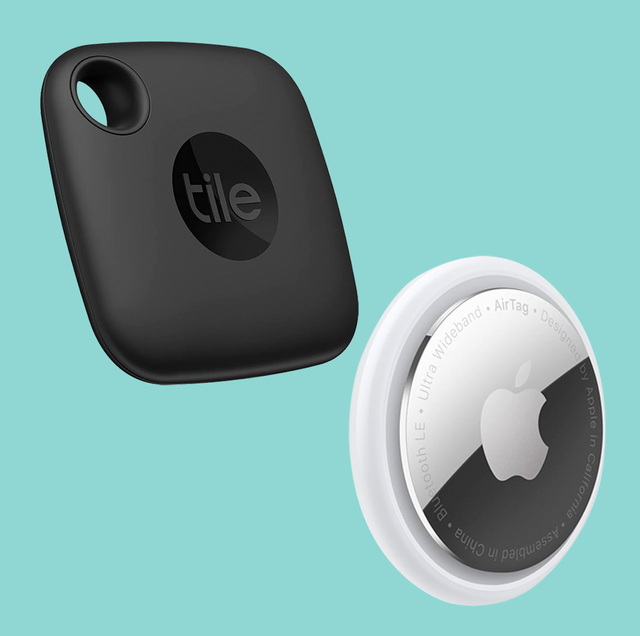 tile
Bluetooth LE • Ultra Wideband • AirTag • Designed by Apple in California • Assembled in China •